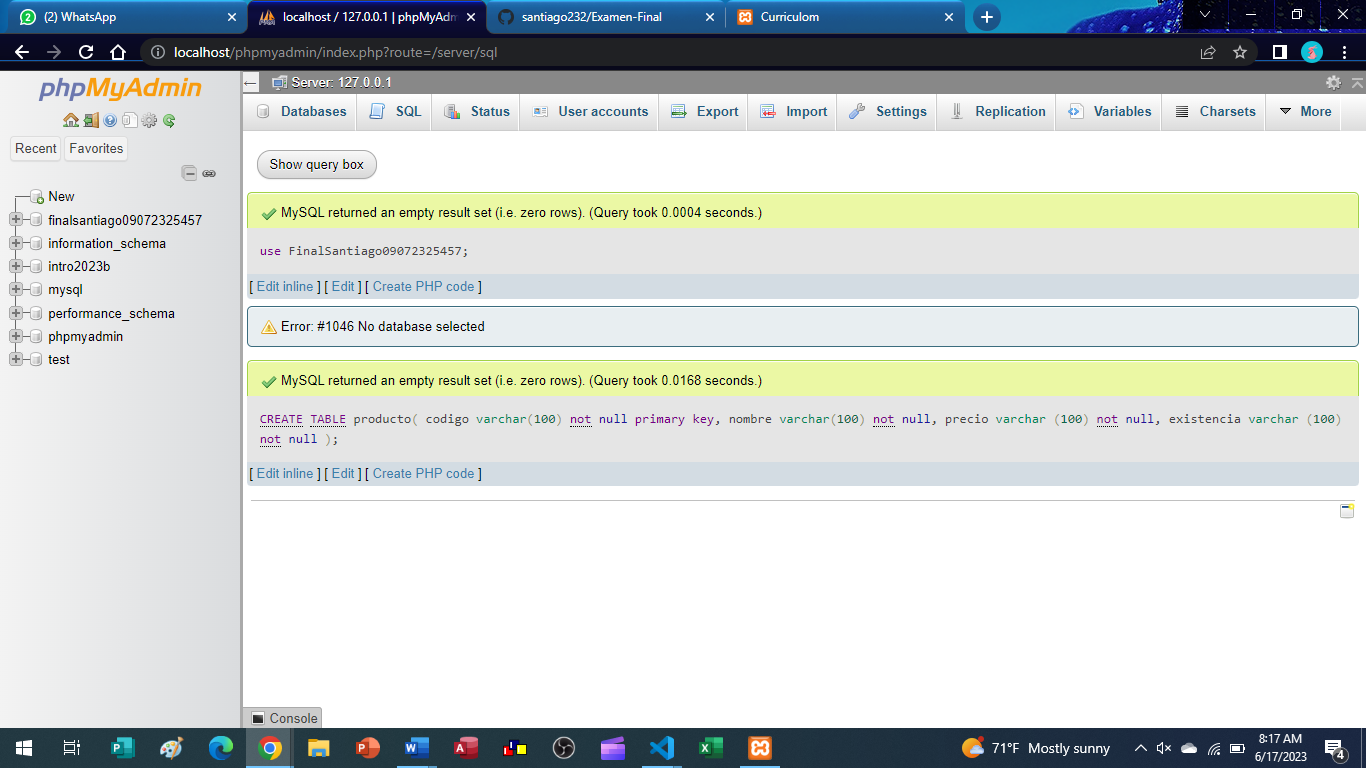 (2) WhatsApp
localhost / 127.0.0.1 | phpMyAdm
santiago232/Examen-Final
Curriculom
localhost/phpmyadmin/index.php?route=/server/sql
phpMyAdmin
Recent
Favorites
New
finalsantiago09072325457
information_schema
intro2023b
mysql
performance_schema
phpmyadmin
test
Server: 127.0.0.1
Databases
SQL
Status
User accounts
Export
Import
Settings
Replication
Variables
Charsets
More
Show query box
MySQL returned an empty result set (i.e. zero rows). (Query took 0.0004 seconds.)
use FinalSantiago09072325457;
[ Edit inline ] [ Edit ] [ Create PHP code ]
Error: #1046 No database selected
MySQL returned an empty result set (i.e. zero rows). (Query took 0.0168 seconds.)
CREATE TABLE producto( codigo varchar(100) not null primary key, nombre varchar(100) not null, precio varchar (100) not null, existencia varchar (100)
not null );
[ Edit inline ] [ Edit ] [ Create PHP code ]
Console
71°F Mostly sunny
8:17 AM
6/17/2023
4